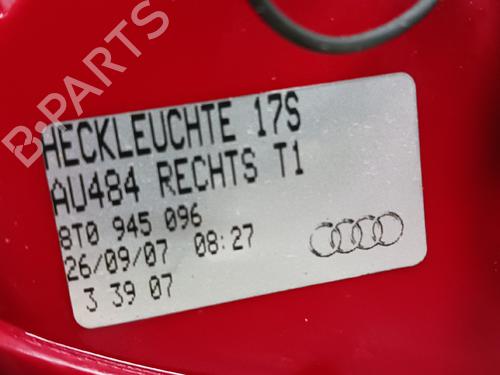 B-PARTS
HECKLEUCHTE 17S
AU484 RECHTS T1
8T0 945 096
26/09/07 08:27
3 39 07